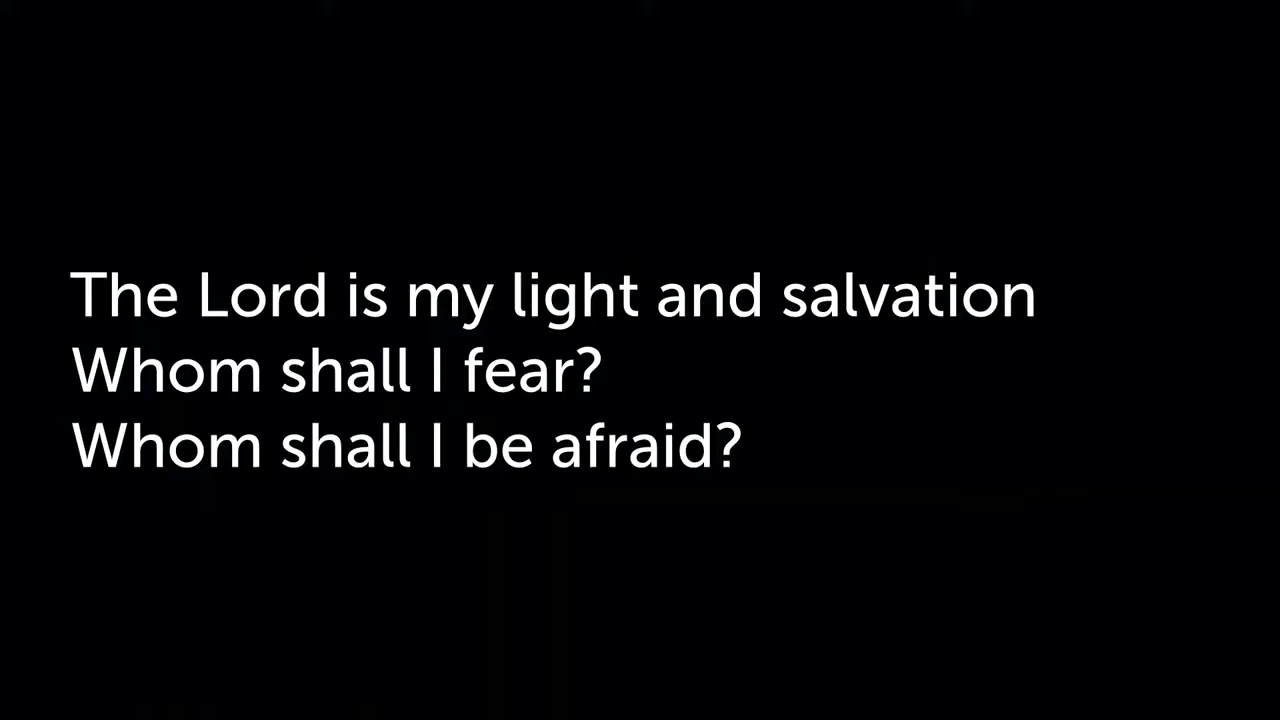 The Lord is my light and salvation
Whom shall I fear?
Whom shall I be afraid?